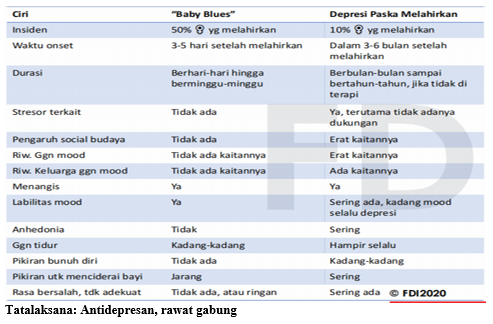 Ciri "Baby Blues" Depresi Paska Melahirkan
Insiden 50% ♀ yg melahirkan 10% ♀ yg melahirkan
Waktu onset 3-5 hari setelah melahirkan Dalam 3-6 bulan setelah
melahirkan
Durasi Berhari-hari hingga Berbulan-bulan sampai
berminggu-minggu bertahun-tahun, jika tidak di
terapi
Stresor terkait Tidak ada Ya, terutama tidak adanya
dukungan
Pengaruh social budaya Tidak ada Erat kaitannya
Riw. Ggn mood Tidak ada kaitannya Erat kaitannya
Riw. Keluarga ggn mood Tidak ada kaitannya Ada kaitannya
Menangis Ya Ya
Labilitas mood Ya Sering ada, kadang mood
selalu depresi
Anhedonia Tidak Sering
Ggn tidur Kadang-kadang Hampir selalu
Pikiran bunuh diri Tidak ada Kadang-kadang
Pikiran utk menciderai bayi Jarang Sering
Rasa bersalah, tdk adekuat Tidak ada, atau ringan Sering ada © FDI2020
FD
Tatalaksana: Antidepresan, rawat gabung